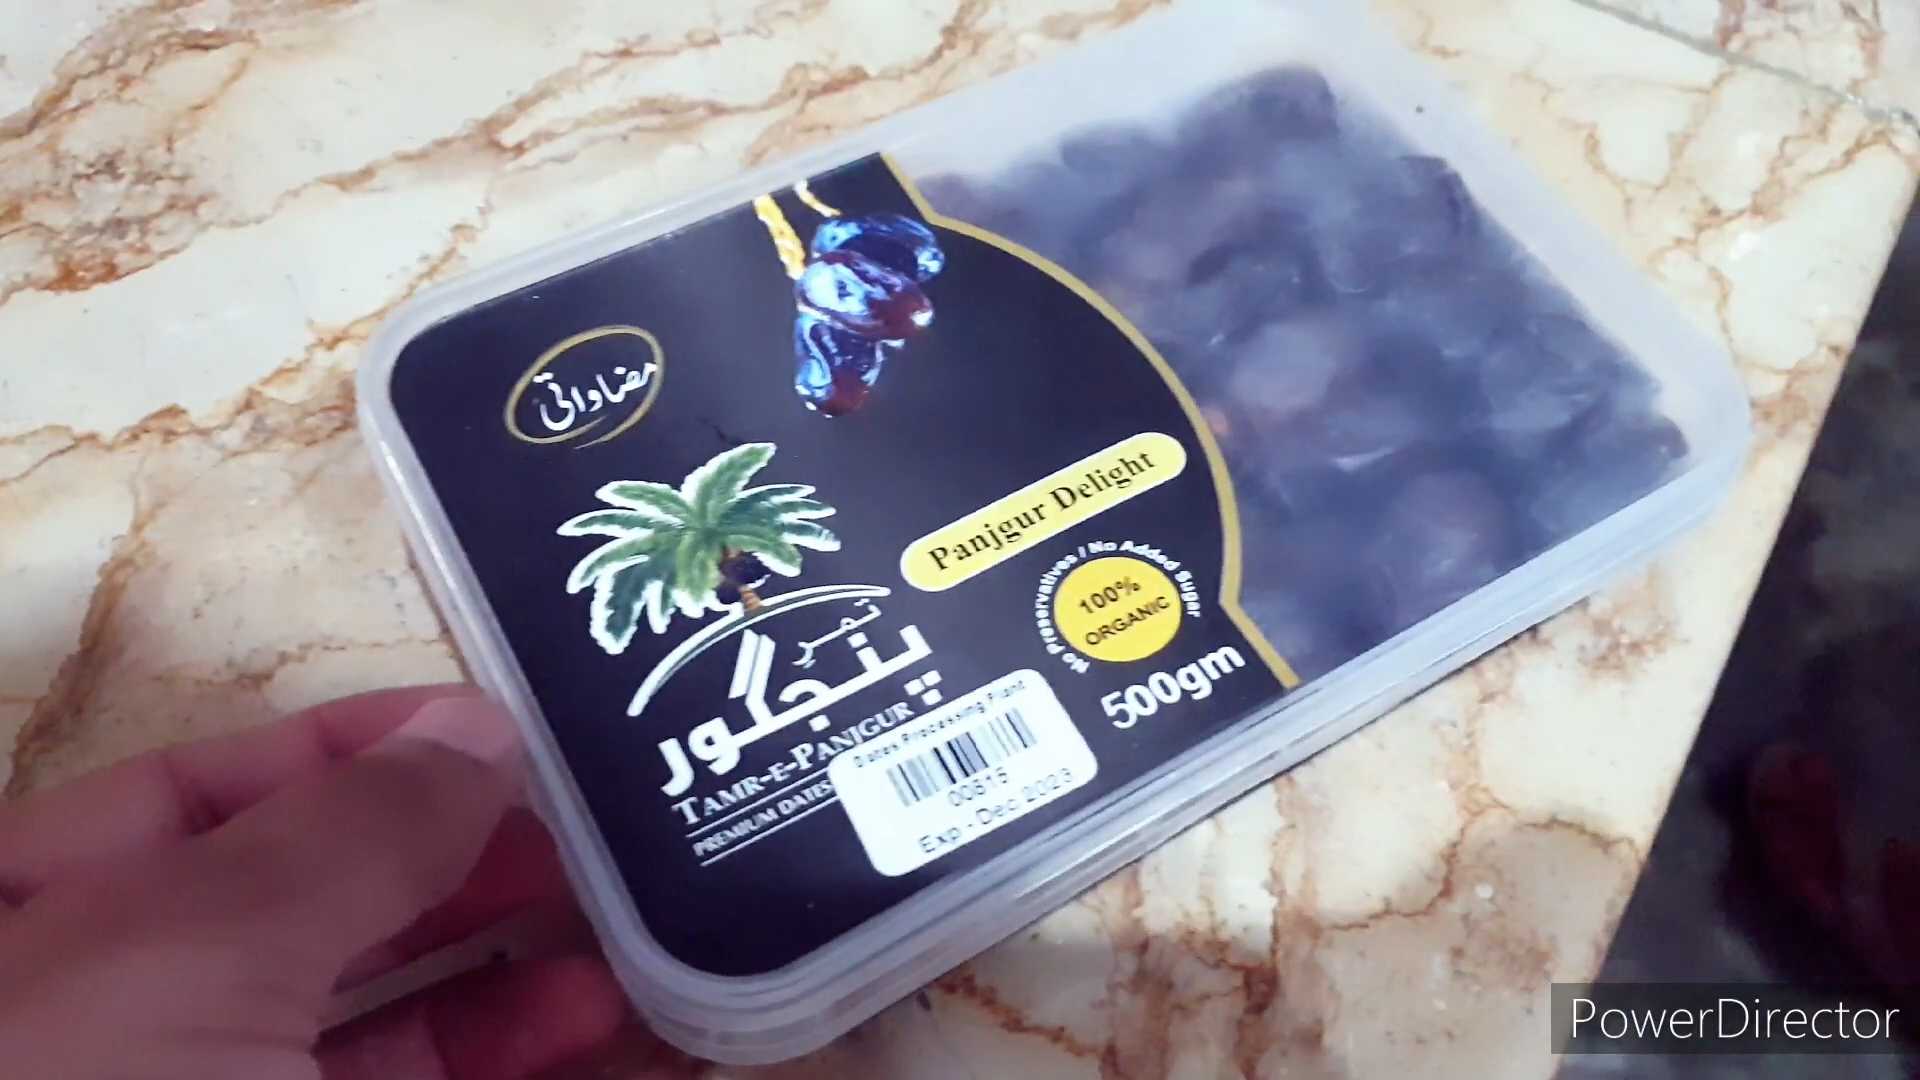 مضاواتی
Panjgur Delight
No Preservatives / No Added Sugar
100%
ORGANIC
500gm
تمرِ
پنجگور
TAMR-E-PANJGUR
PREMIUM DATES
Dates Processing Plant
00815
Exp - Dec 2023
PowerDirector